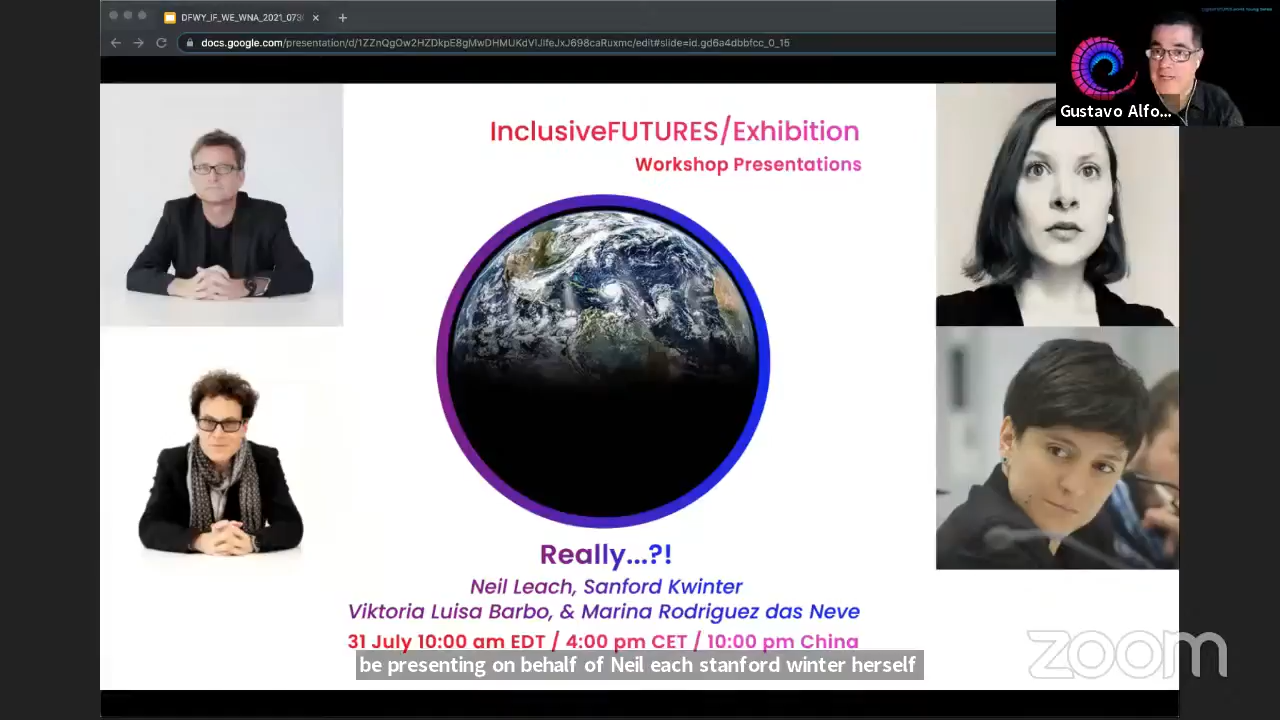 DFWY_IF_WE_WNA_2021_073
docs.google.com/presentation/d/1ZZnQgOw2HZDkpE8gMwDHMUKdVlJlfeJxJ698caRuxmc/edit#slide=id.gd6a4dbbfcc_0_15
Gustavo Alfo...
InclusiveFUTURES/Exhibition
Workshop Presentations
Really...?!
Neil Leach, Sanford Kwinter
Viktoria Luisa Barbo, & Marina Rodriguez das Neve
31 July 10:00 am EDT / 4:00 pm CET / 10:00 pm China
be presenting on behalf of Neil each stanford winter herself
zoom